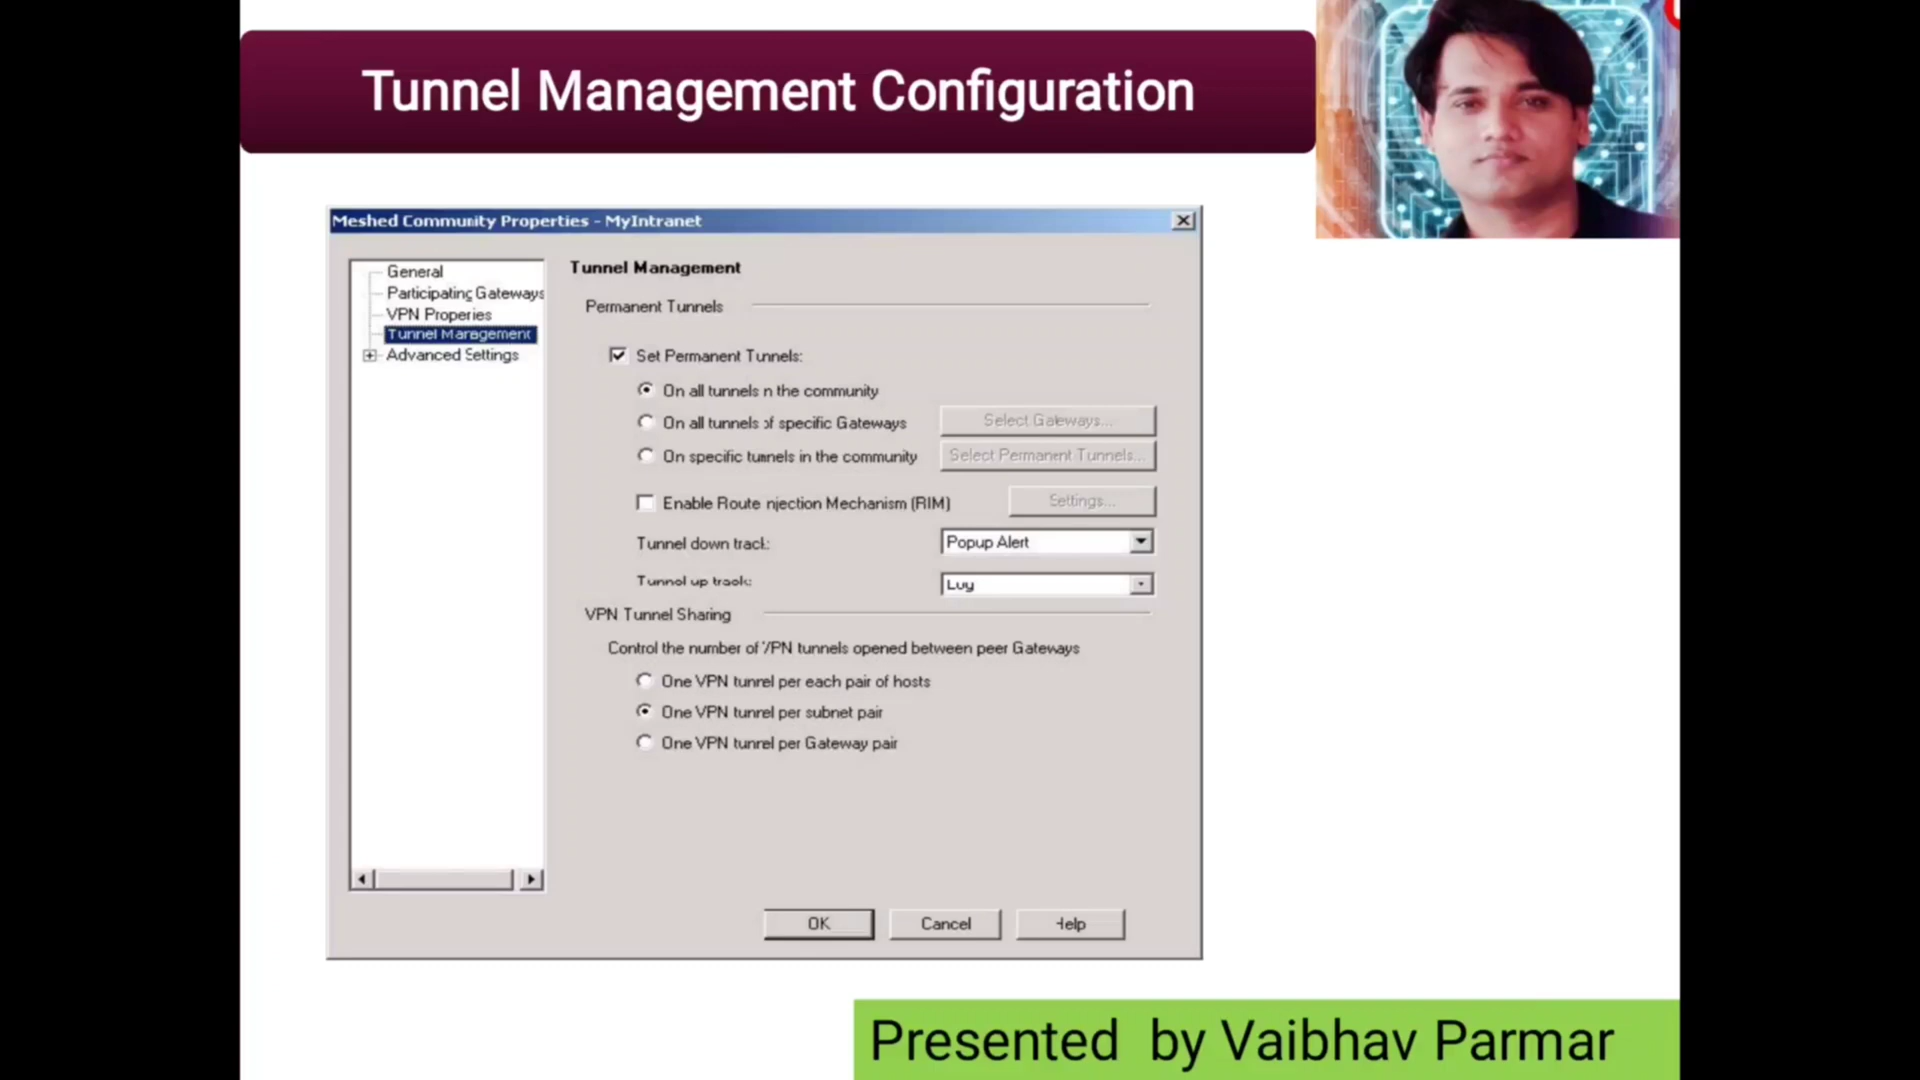 Tunnel Management Configuration
Meshed Community Properties - MyIntranet
General
Participating Gateways
VPN Properies
Tunnel Management
Advanced Settings
Tunnel Management
Permanent Tunnels
Set Permanent Tunnels:
On all tunnels n the community
On all tunnels of specific Gateways
Select Gateways...
On specific tunnels in the community
Select Permanent Tunnels...
Enable Route njection Mechanism (RIM)
Settings...
Tunnel down track:
Popup Alert
Tunnel up track:
Log
VPN Tunnel Sharing
Control the number of VPN tunnels opened between peer Gateways
One VPN tunnel per each pair of hosts
One VPN tunnel per subnet pair
One VPN tunnel per Gateway pair
OK
Cancel
Help
Presented by Vaibhav Parmar